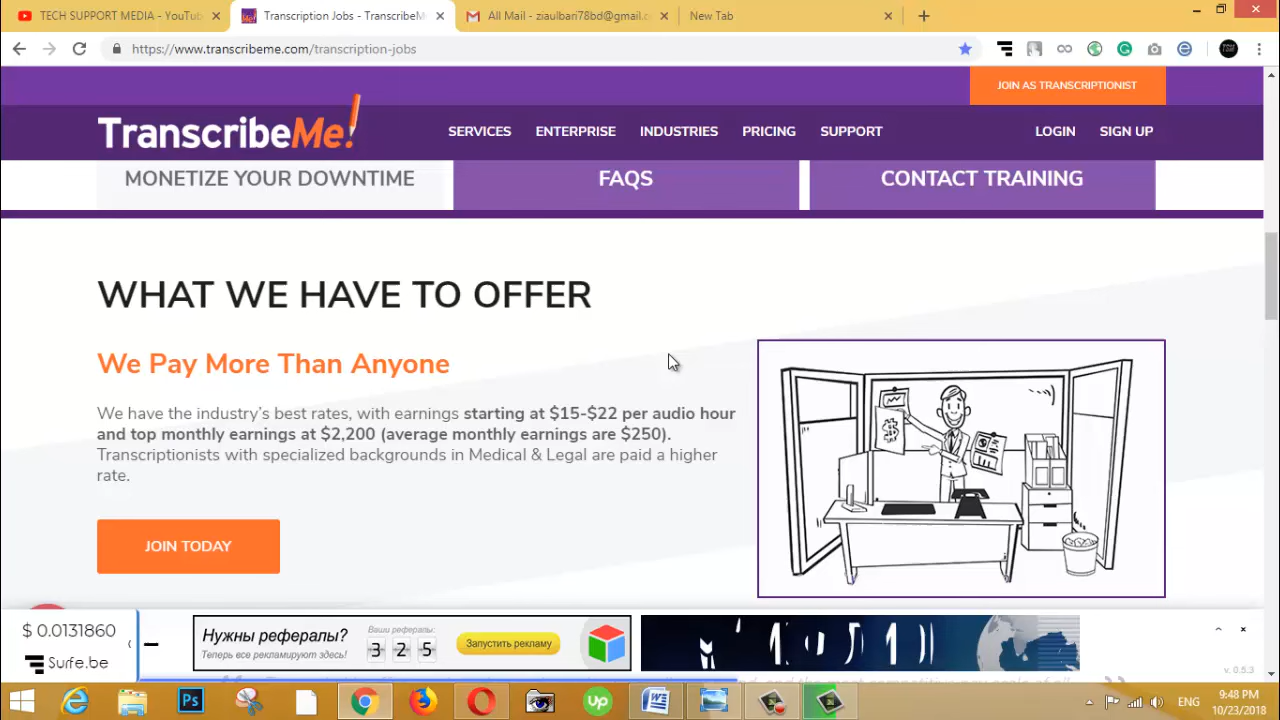 TECH SUPPORT MEDIA - YouTu
Transcription Jobs - TranscribeM
All Mail - ziaulbari78bd@gmail.c
New Tab
https://www.transcribeme.com/transcription-jobs
JOIN AS TRANSCRIPTIONIST
TranscribeMe!
SERVICES
ENTERPRISE
INDUSTRIES
PRICING
SUPPORT
LOGIN
SIGN UP
MONETIZE YOUR DOWNTIME
FAQS
CONTACT TRAINING
WHAT WE HAVE TO OFFER
We Pay More Than Anyone
We have the industry's best rates, with earnings starting at $15-$22 per audio hour
and top monthly earnings at $2,200 (average monthly earnings are $250).
Transcriptionists with specialized backgrounds in Medical & Legal are paid a higher
rate.
JOIN TODAY
$ 0.0131860
Surfe.be
Нужны рефералы?
Теперь все рекламируют здесь!
Ваши рефералы:
3 2 5
Запустить рекламу
v. 0.5.3
ENG
9:48 PM
10/23/2018